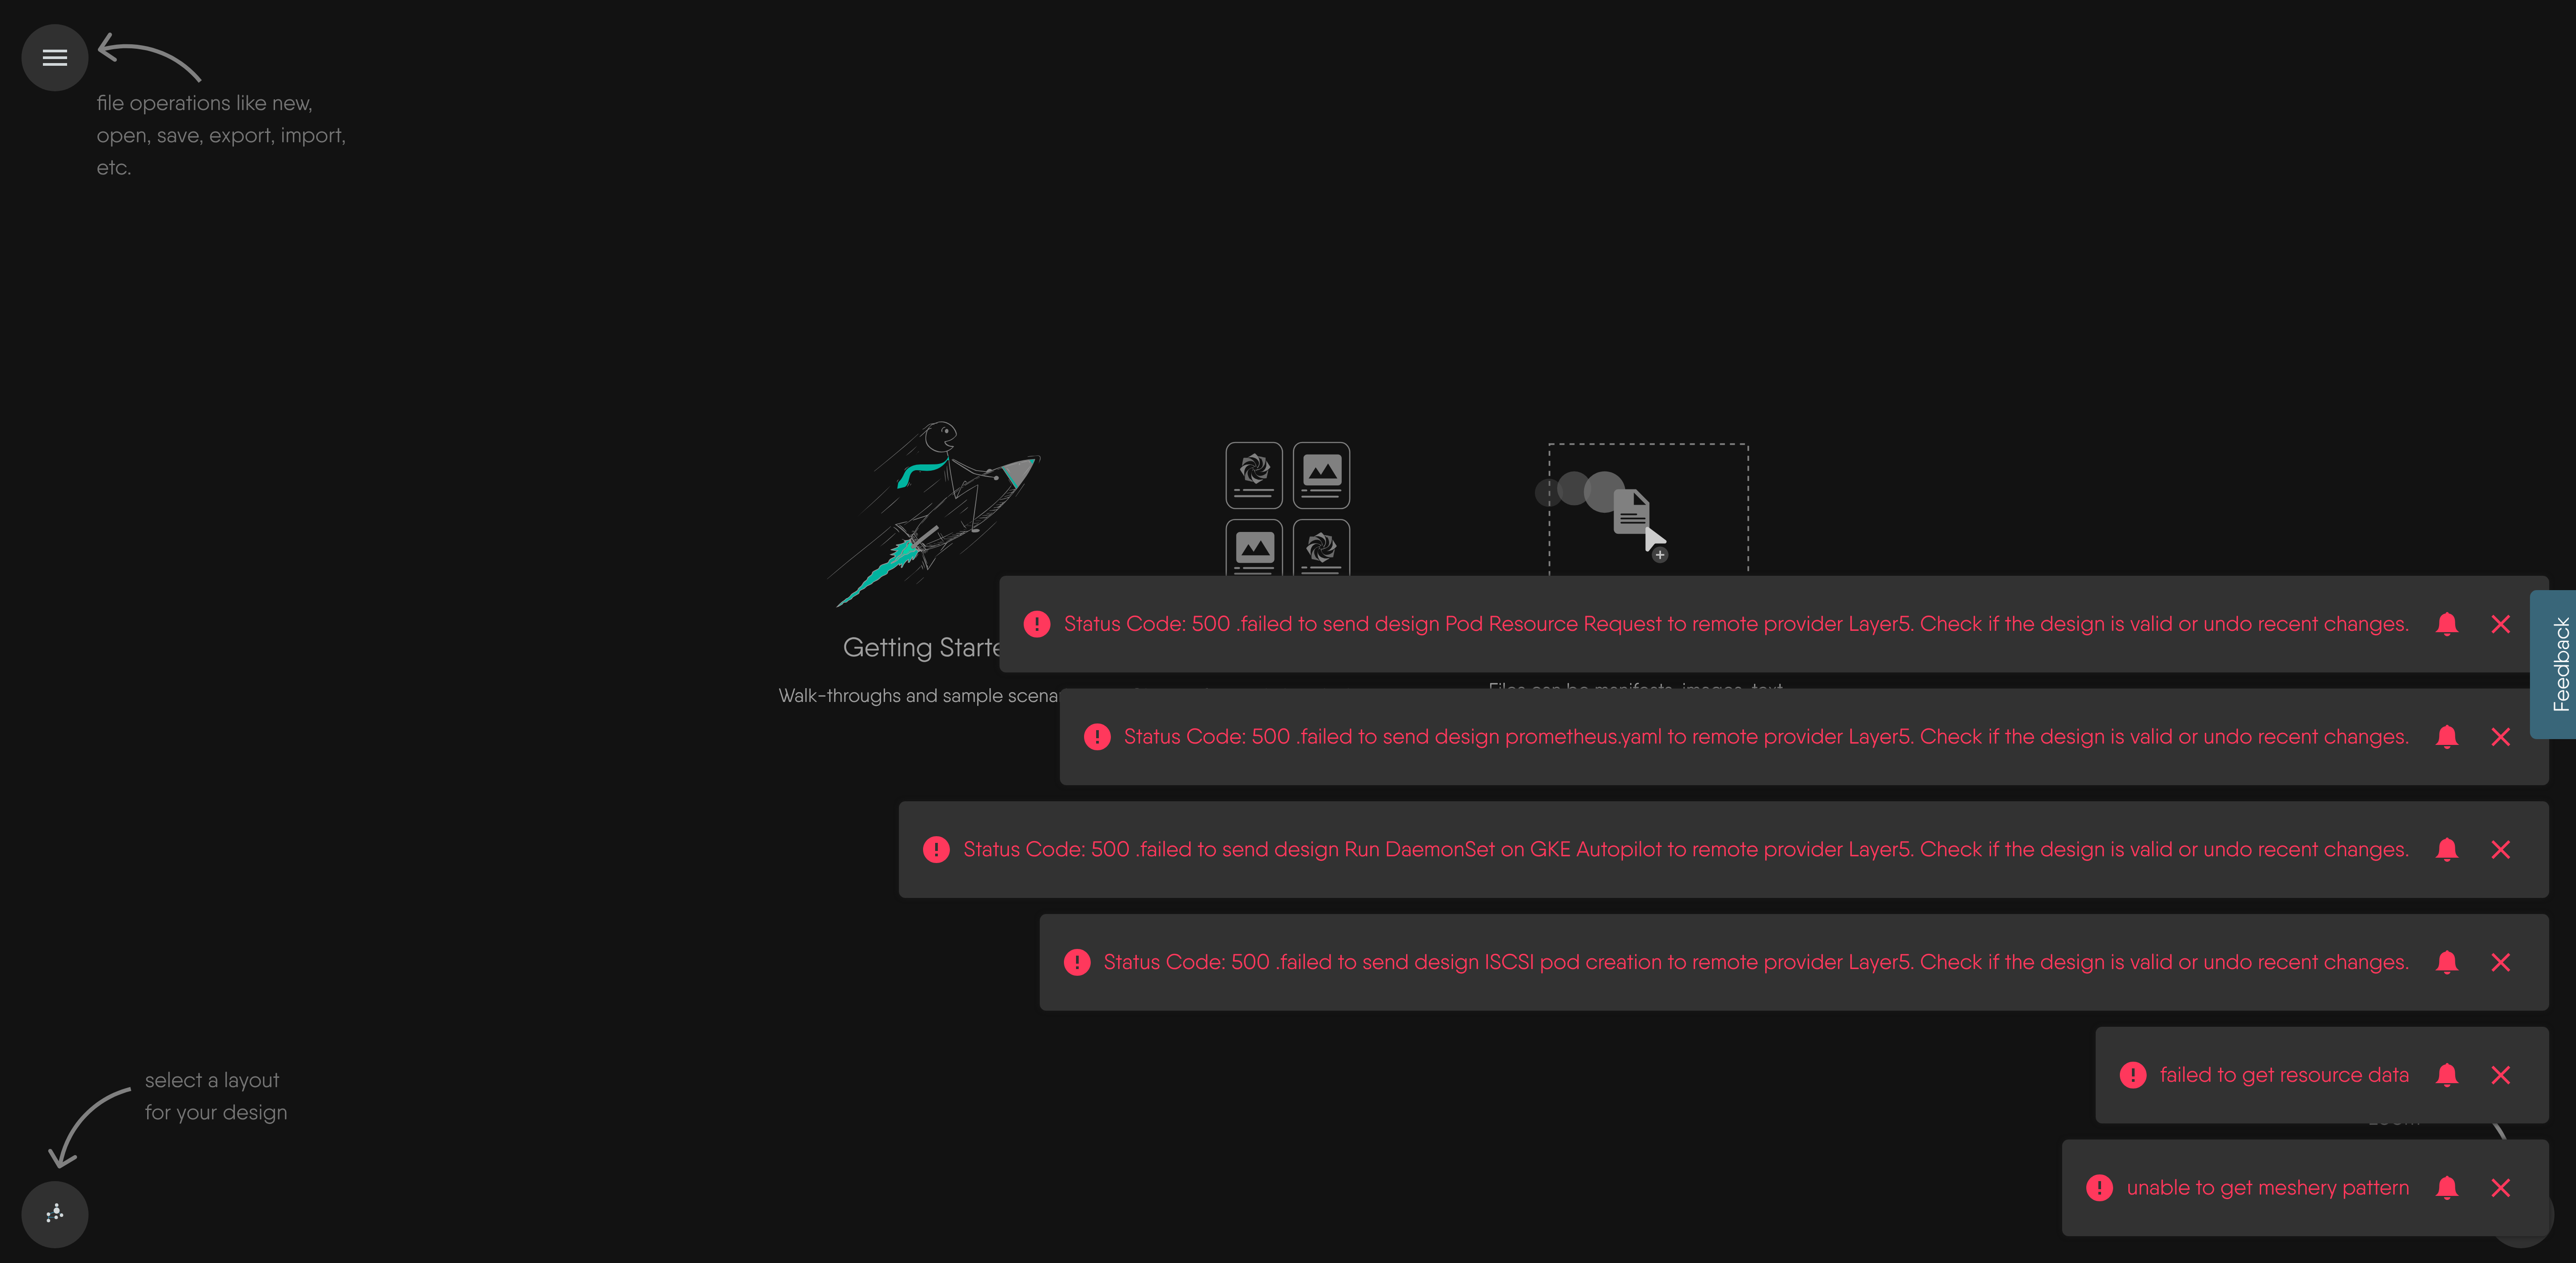 file operations like new,
open, save, export, import,
etc.
Getting Starte
Walk-throughs and sample scena
Files can be manifests, images, text
Status Code: 500 .failed to send design Pod Resource Request to remote provider Layer5. Check if the design is valid or undo recent changes.
Status Code: 500 .failed to send design prometheus.yaml to remote provider Layer5. Check if the design is valid or undo recent changes.
Status Code: 500 .failed to send design Run DaemonSet on GKE Autopilot to remote provider Layer5. Check if the design is valid or undo recent changes.
Status Code: 500 .failed to send design ISCSI pod creation to remote provider Layer5. Check if the design is valid or undo recent changes.
failed to get resource data
unable to get meshery pattern
Feedback
select a layout
for your design